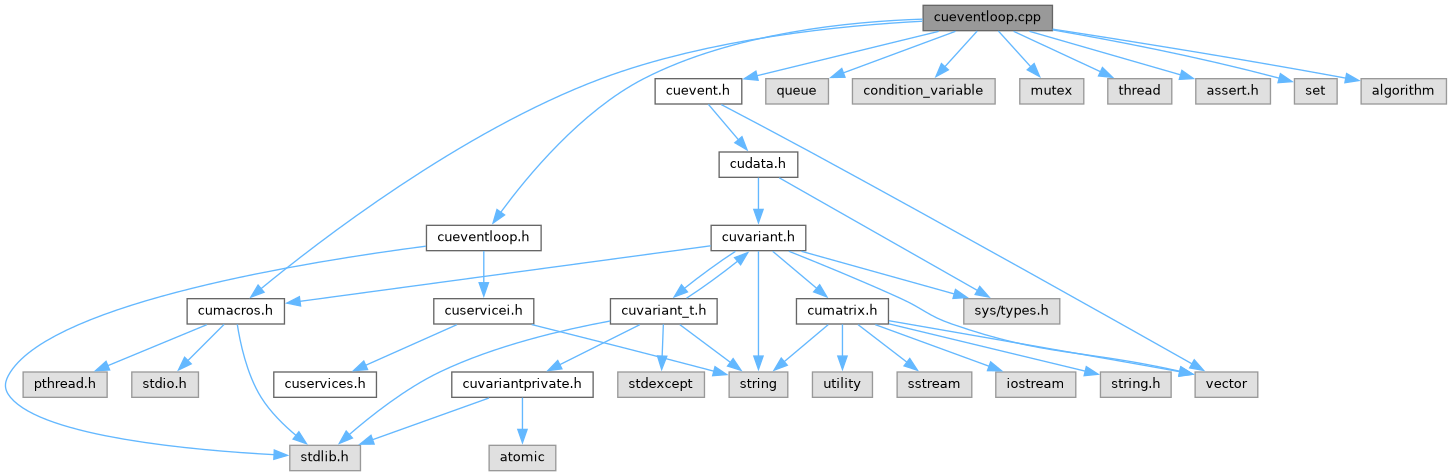 cueventloop.cpp
cuevent.h
queue
condition_variable
mutex
thread
assert.h
set
algorithm
cudata.h
cueventloop.h
cuvariant.h
cumacros.h
cuservicei.h
cuvariant_t.h
cumatrix.h
sys/types.h
pthread.h
stdio.h
cuservices.h
cuvariantprivate.h
stdexcept
string
utility
sstream
iostream
string.h
vector
stdlib.h
atomic